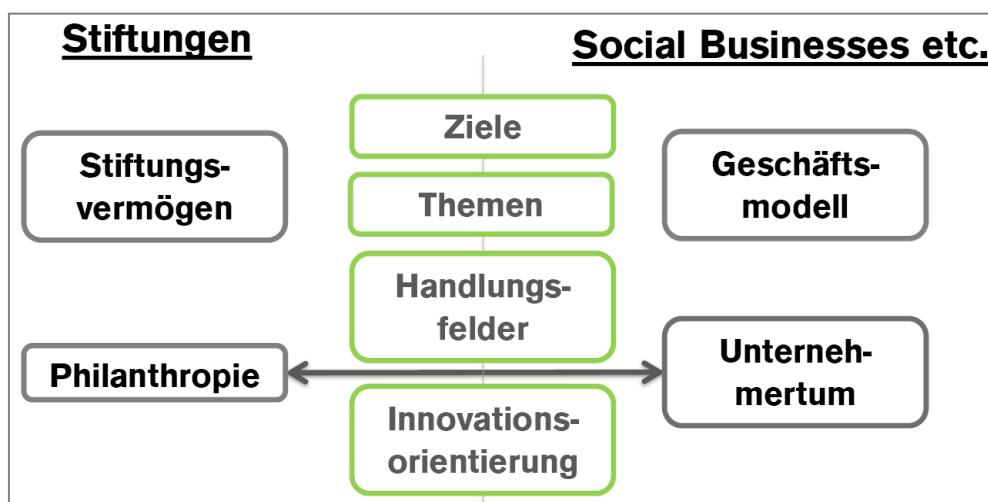 Stiftungen
Social Businesses etc.
Ziele
Stiftungs-
vermögen
Geschäfts-
modell
Themen
Handlungs-
felder
Philanthropie
Unterneh-
mertum
Innovations-
orientierung